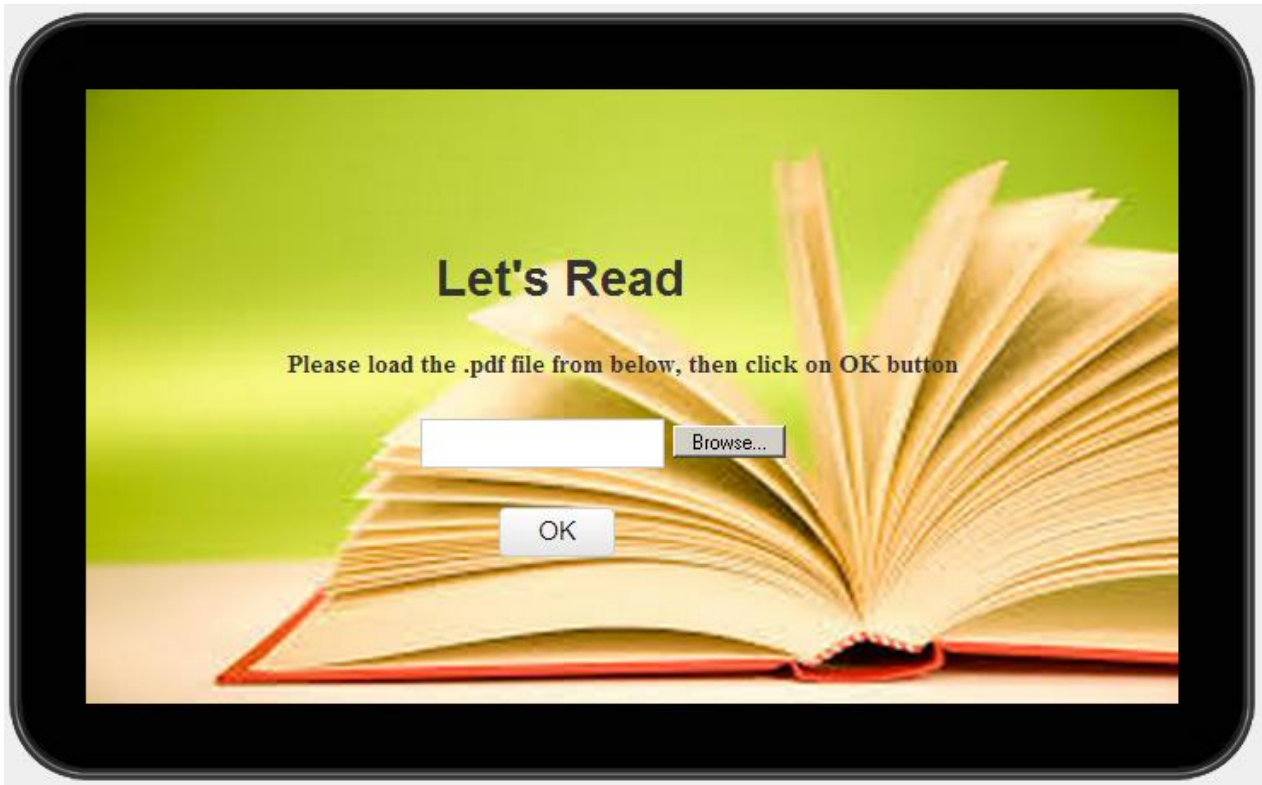 Let's Read
Please load the .pdf file from below, then click on OK button
Browse...
OK